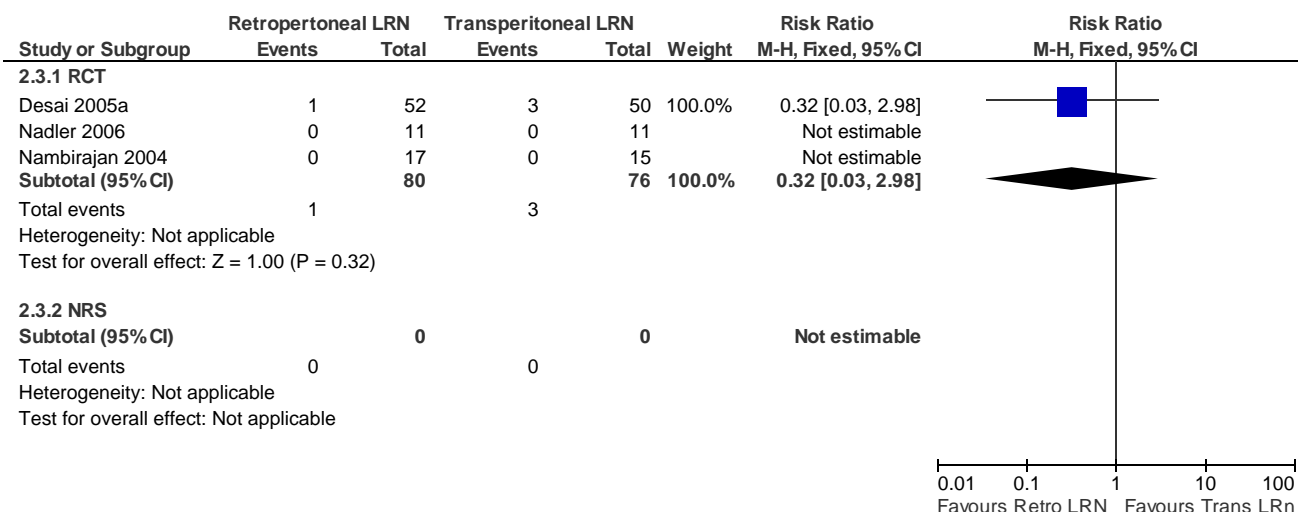 Retropertoneal LRN Transperitoneal LRN Risk Ratio Risk Ratio
Study or Subgroup Events Total Events Total Weight M-H, Fixed, 95% CI M-H, Fixed, 95% CI
2.3.1 RCT
Desai 2005a 1 52 3 50 100.0% 0.32 [0.03, 2.98]
Nadler 2006 0 11 0 11 Not estimable
Nambirajan 2004 0 17 0 15 Not estimable
Subtotal (95% CI) 80 76 100.0% 0.32 [0.03, 2.98]
Total events 1 3
Heterogeneity: Not applicable
Test for overall effect: Z = 1.00 (P = 0.32)
2.3.2 NRS
Subtotal (95% CI) 0 0 Not estimable
Total events 0 0
Heterogeneity: Not applicable
Test for overall effect: Not applicable
0.01 0.1 1 10 100
Favours Retro LRN Favours Trans LRn